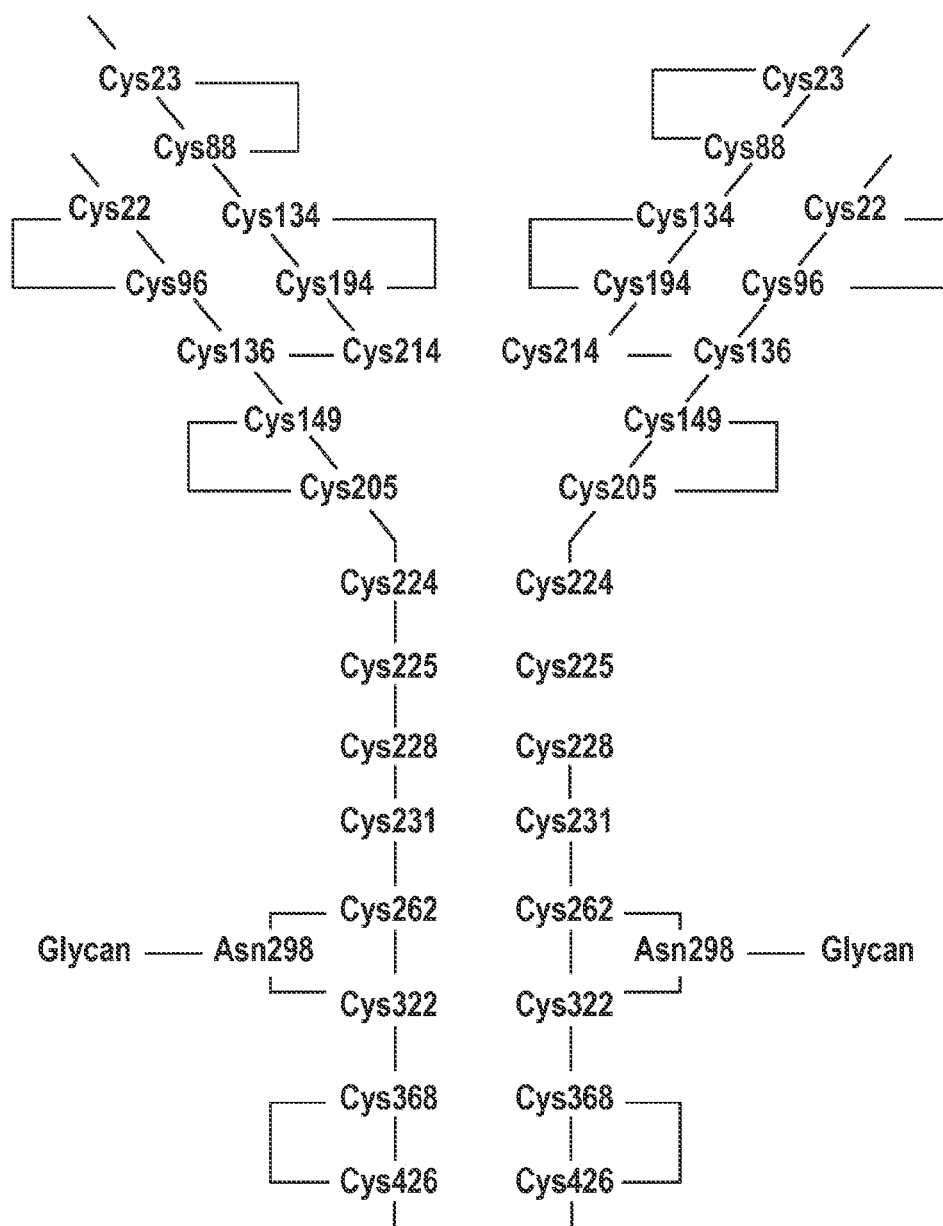 Cys23 Cys23
Cys88 Cys88
Cys22 Cys134 Cys134 Cys22
Cys96 Cys194 Cys194 Cys96
Cys136 Cys214 Cys214 Cys136
Cys149 Cys149
Cys205 Cys205
Cys224 Cys224
Cys225 Cys225
Cys228 Cys228
Cys231 Cys231
Cys262 Cys262
Glycan Asn298 Asn298 Glycan
Cys322 Cys322
Cys368 Cys368
Cys426 Cys426